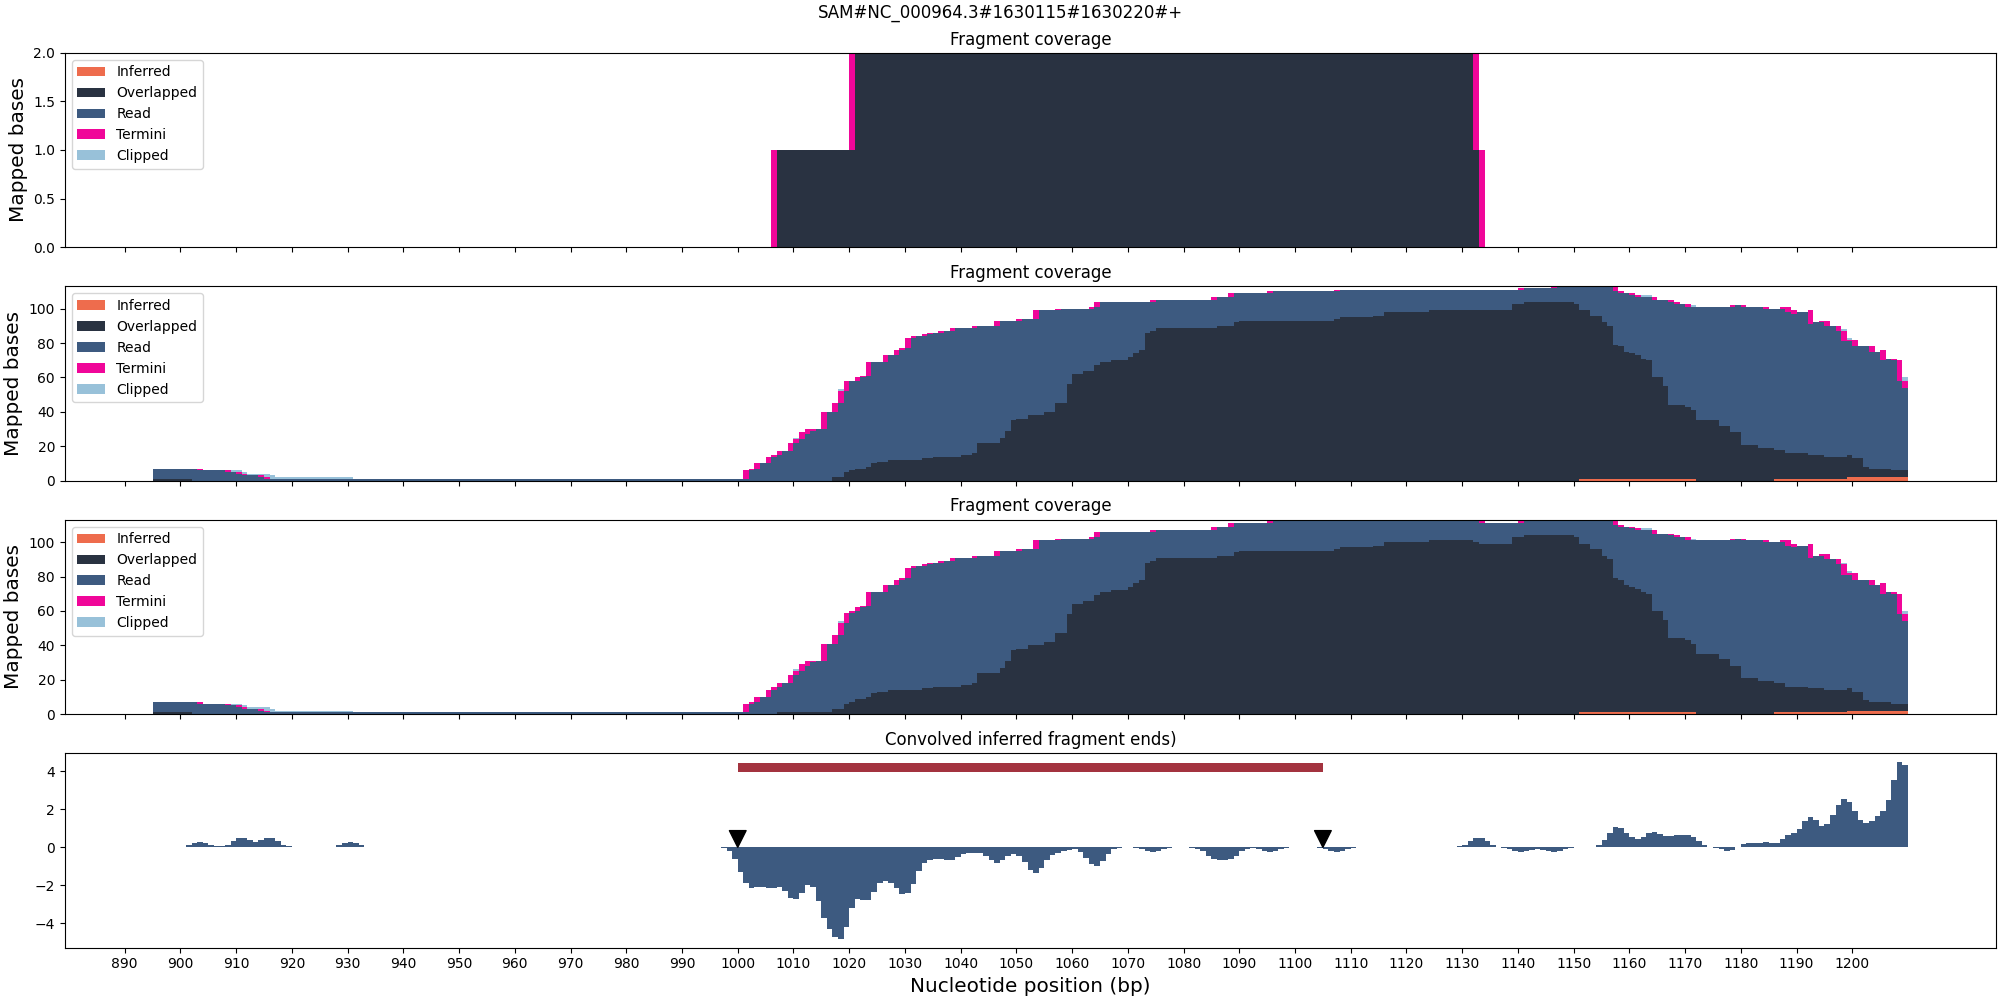 SAM#NC_000964.3#1630115#1630220#+
Fragment coverage
Mapped bases
2.0
1.5
1.0
0.5
0.0
Inferred
Overlapped
Read
Termini
Clipped
Fragment coverage
Mapped bases
100
80
60
40
20
0
Inferred
Overlapped
Read
Termini
Clipped
Fragment coverage
Mapped bases
100
80
60
40
20
0
Inferred
Overlapped
Read
Termini
Clipped
Convolved inferred fragment ends)
4
2
0
−2
−4
890 900 910 920 930 940 950 960 970 980 990 1000 1010 1020 1030 1040 1050 1060 1070 1080 1090 1100 1110 1120 1130 1140 1150 1160 1170 1180 1190 1200
Nucleotide position (bp)